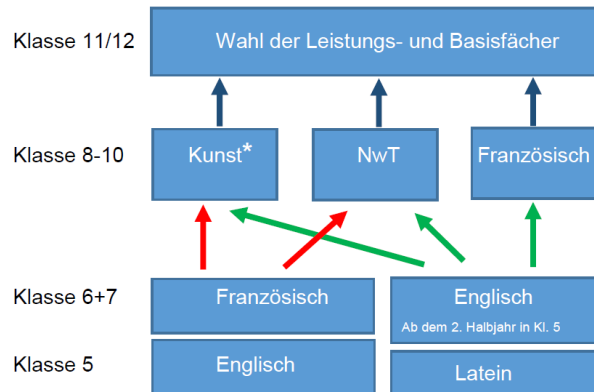 Klasse 11/12
Wahl der Leistungs- und Basisfächer
Klasse 8-10
Kunst*
NwT
Französisch
Klasse 6+7
Französisch
Englisch
Ab dem 2. Halbjahr in Kl. 5
Klasse 5
Englisch
Latein